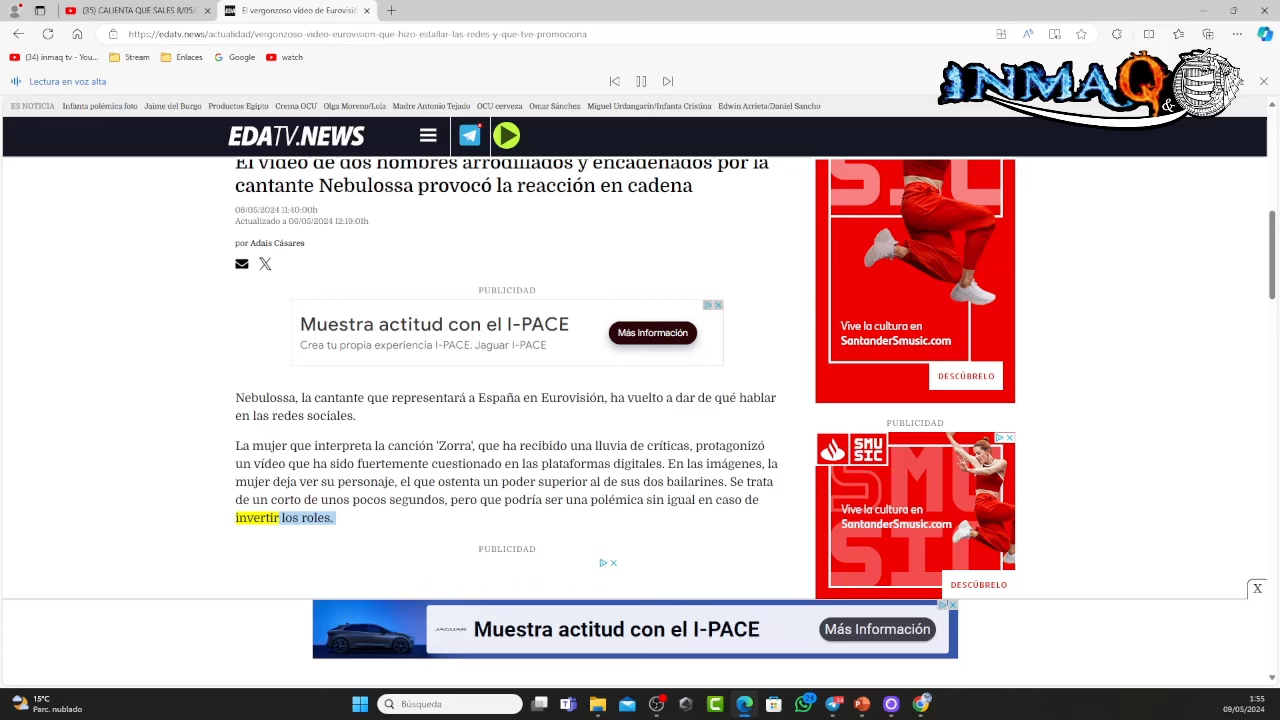 (35) CALIENTA QUE SALES 8/05/
El vergonzoso vídeo de Eurovisión
https://edatv.news/actualidad/vergonzoso-video-eurovision-que-hizo-estallar-las-redes-y-que-tve-promociona
(34) inmaq tv - You...
Stream
Enlaces
Google
watch
Lectura en voz alta
INMAQ &
ES NOTICIA Infanta polémica foto Jaime del Burgo Productos Egipto Crema OCU Olga Moreno/Lola Madre Antonio Tejado OCU cerveza Omar Sánchez Miguel Urdangarin/Infanta Cristina Edwin Arrieta/Daniel Sancho
EDATV.NEWS
El vídeo de dos hombres arrodillados y encadenados por la
cantante Nebulossa provocó la reacción en cadena
06/05/2024 11:40:00h
Actualizado a 06/05/2024 12:19:01h
por Adais Cásares
PUBLICIDAD
Muestra actitud con el I-PACE
Crea tu propia experiencia I-PACE. Jaguar I-PACE
Más Información
Nebulossa, la cantante que representará a España en Eurovisión, ha vuelto a dar de qué hablar
en las redes sociales.
La mujer que interpreta la canción 'Zorra', que ha recibido una lluvia de críticas, protagonizó
un vídeo que ha sido fuertemente cuestionado en las plataformas digitales. En las imágenes, la
mujer deja ver su personaje, el que ostenta un poder superior al de sus dos bailarines. Se trata
de un corto de unos pocos segundos, pero que podría ser una polémica sin igual en caso de
invertir los roles.
PUBLICIDAD
SIC
Vive la cultura en
SantanderSmusic.com
DESCÚBRELO
PUBLICIDAD
SMU
SIC
SMU
SIC
Vive la cultura en
SantanderSmusic.com
DESCÚBRELO
X
JAGUAR
Muestra actitud con el I-PACE
Más Información
15°C
Parc. nublado
Búsqueda
1:55
09/05/2024